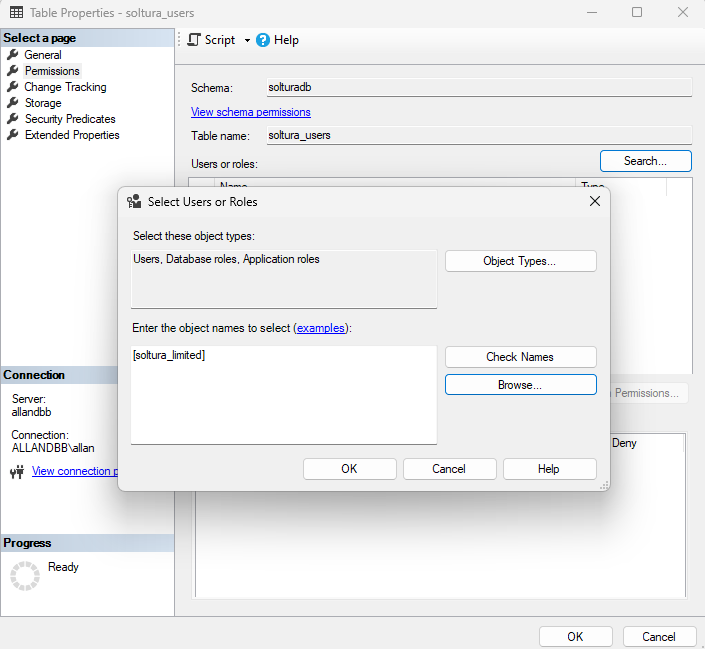 Table Properties - soltura_users
Select a page
General
Permissions
Change Tracking
Storage
Security Predicates
Extended Properties
Script
Help
Schema: solturadb
View schema permissions
Table name: soltura_users
Users or roles:
Search...
Name Type
Select Users or Roles
Select these object types:
Users, Database roles, Application roles
Object Types...
Enter the object names to select (examples):
[soltura_limited]
Check Names
Browse...
OK Cancel Help
Permissions...
Deny
Connection
Server:
allandbb
Connection:
ALLANDBB\allan
View connection p
Progress
Ready
OK Cancel